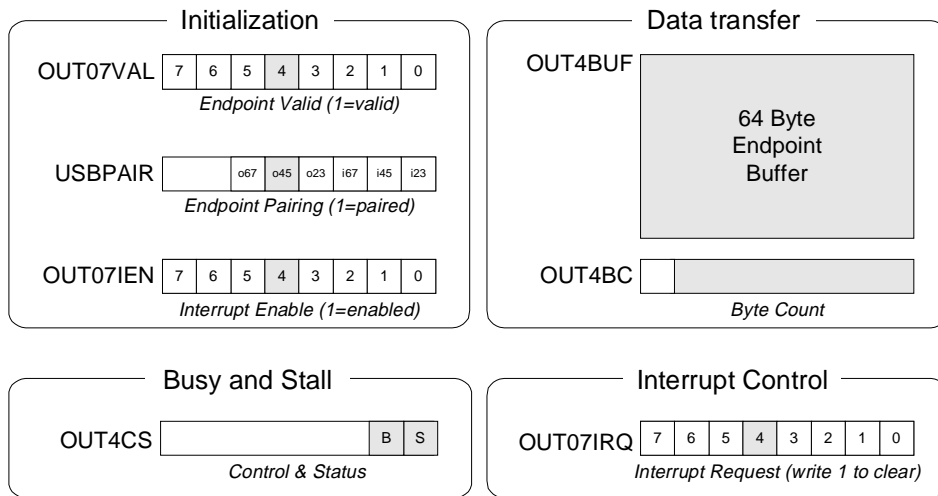 Initialization
OUT07VAL 7 6 5 4 3 2 1 0
Endpoint Valid (1=valid)
USBPAIR o67 o45 o23 i67 i45 i23
Endpoint Pairing (1=paired)
OUT07IEN 7 6 5 4 3 2 1 0
Interrupt Enable (1=enabled)
Data transfer
OUT4BUF
64 Byte
Endpoint
Buffer
OUT4BC
Byte Count
Busy and Stall
OUT4CS B S
Control & Status
Interrupt Control
OUT07IRQ 7 6 5 4 3 2 1 0
Interrupt Request (write 1 to clear)